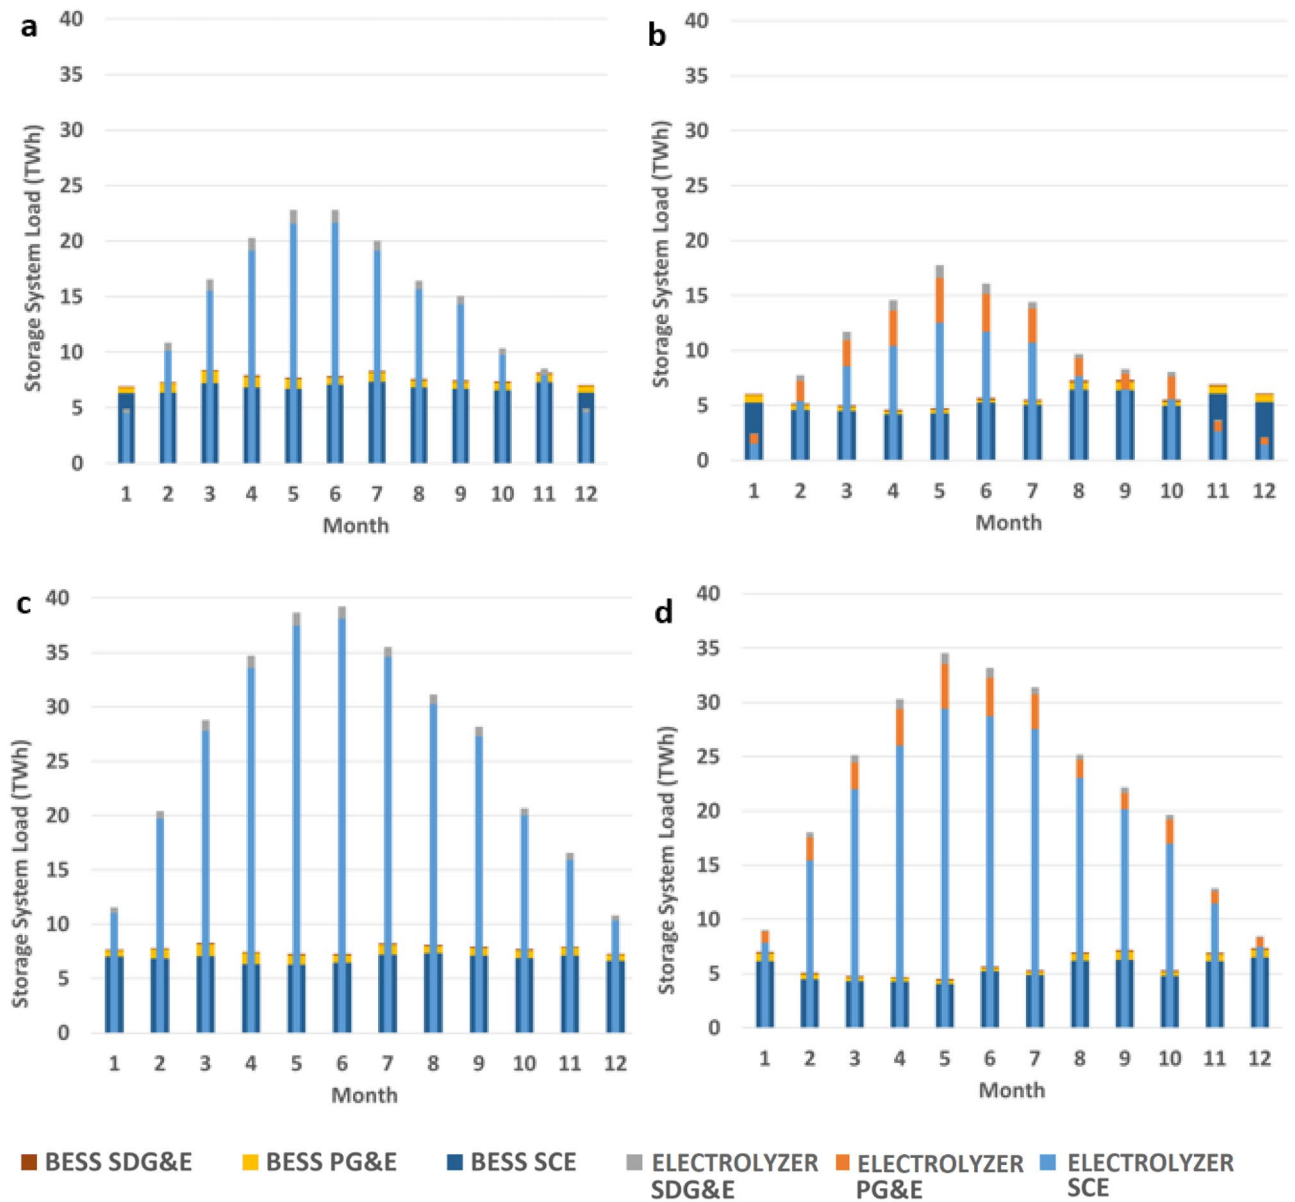 a
Storage System Load (TWh)
40
35
30
25
20
15
10
5
0
1 2 3 4 5 6 7 8 9 10 11 12
Month
b
Storage System Load (TWh)
40
35
30
25
20
15
10
5
0
1 2 3 4 5 6 7 8 9 10 11 12
Month
c
Storage System Load (TWh)
40
35
30
25
20
15
10
5
0
1 2 3 4 5 6 7 8 9 10 11 12
Month
d
Storage System Load (TWh)
40
35
30
25
20
15
10
5
0
1 2 3 4 5 6 7 8 9 10 11 12
Month
BESS SDG&E
BESS PG&E
BESS SCE
ELECTROLYZER
SDG&E
ELECTROLYZER
PG&E
ELECTROLYZER
SCE